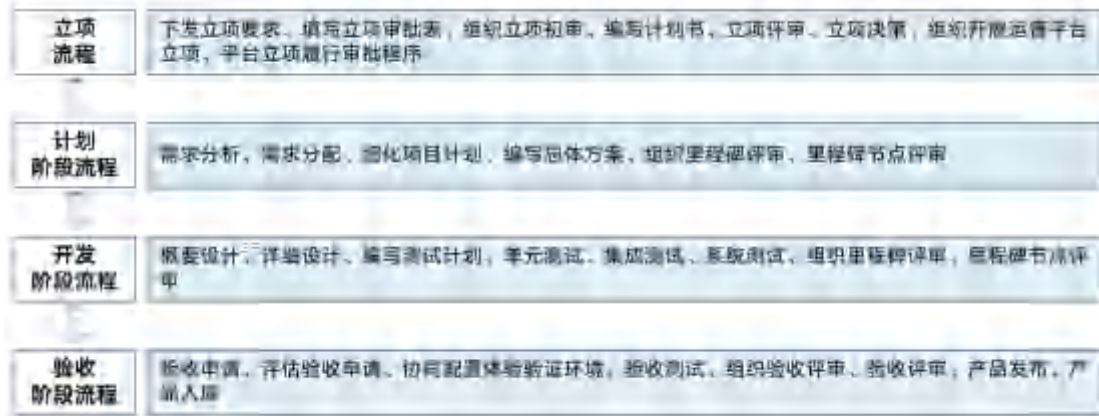 立项
流程
下发立项要求、填写立项审批表、组织立项初审、编写计划书、立项评审、立项决策、组织开放运营平台
立项、平台立项履行审批程序
计划
阶段流程
需求分析、需求分配、细化项目计划、编写总体方案、组织里程碑评审、里程碑节点评审
开发
阶段流程
概要设计、详细设计、编写测试计划、单元测试、集成测试、系统测试、组织里程碑评审、里程碑节点评
审
验收
阶段流程
验收申请、评估验收申请、协同配置体验验证环境、验收测试、组织验收评审、验收评审、产品发布、产
品入库